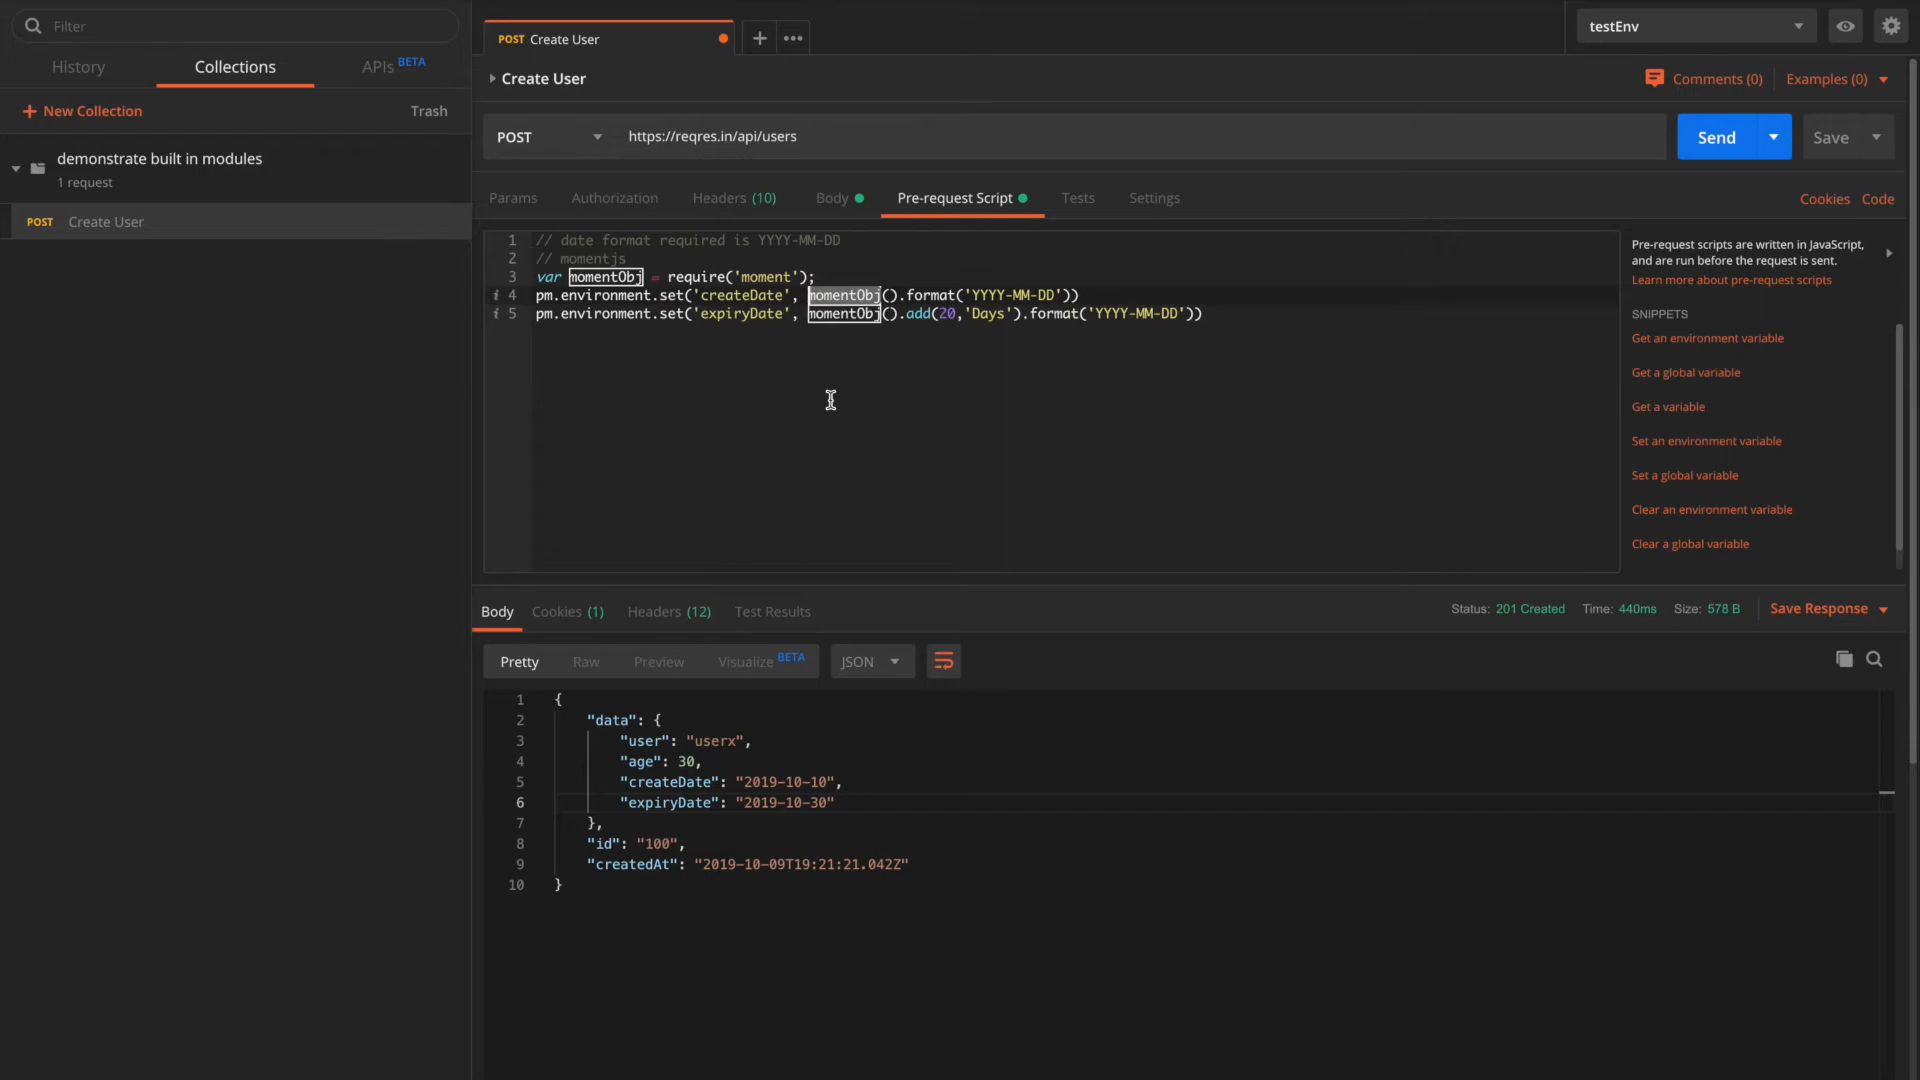 Filter
History
Collections
APIs BETA
+ New Collection
Trash
demonstrate built in modules
1 request
POST Create User
POST Create User
testEnv
Create User
Comments (0)
Examples (0)
POST
https://reqres.in/api/users
Send
Save
Params
Authorization
Headers (10)
Body
Pre-request Script
Tests
Settings
Cookies
Code
1 // date format required is YYYY-MM-DD
2 // momentjs
3 var momentObj = require('moment');
i 4 pm.environment.set('createDate', momentObj().format('YYYY-MM-DD'))
i 5 pm.environment.set('expiryDate', momentObj().add(20,'Days').format('YYYY-MM-DD'))
Pre-request scripts are written in JavaScript,
and are run before the request is sent.
Learn more about pre-request scripts
SNIPPETS
Get an environment variable
Get a global variable
Get a variable
Set an environment variable
Set a global variable
Clear an environment variable
Clear a global variable
Body
Cookies (1)
Headers (12)
Test Results
Status: 201 Created
Time: 440ms
Size: 578 B
Save Response
Pretty
Raw
Preview
Visualize BETA
JSON
1 {
2 "data": {
3 "user": "userx",
4 "age": 30,
5 "createDate": "2019-10-10",
6 "expiryDate": "2019-10-30"
7 },
8 "id": "100",
9 "createdAt": "2019-10-09T19:21:21.042Z"
10 }